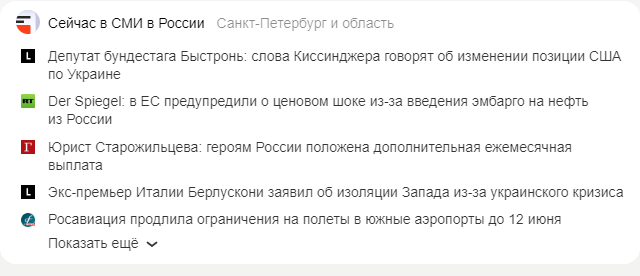 Сейчас в СМИ в России Санкт-Петербург и область
L Депутат бундестага Быстронь: слова Киссинджера говорят об изменении позиции США
по Украине
RT Der Spiegel: в ЕС предупредили о ценовом шоке из-за введения эмбарго на нефть
из России
Г Юрист Старожильцева: героям России положена дополнительная ежемесячная
выплата
L Экс-премьер Италии Берлускони заявил об изоляции Запада из-за украинского кризиса
Росавиация продлила ограничения на полеты в южные аэропорты до 12 июня
Показать ещё